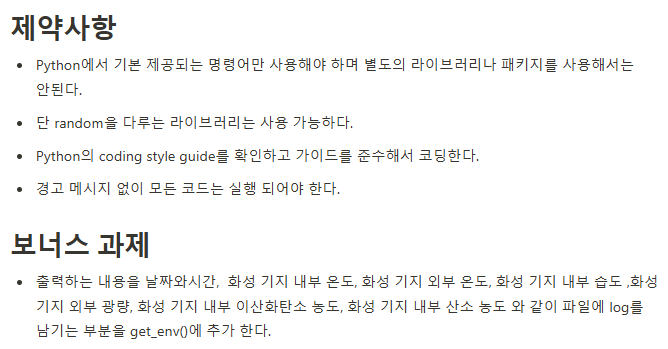 제약사항
• Python에서 기본 제공되는 명령어만 사용해야 하며 별도의 라이브러리나 패키지를 사용해서는
안된다.
• 단 random을 다루는 라이브러리는 사용 가능하다.
• Python의 coding style guide를 확인하고 가이드를 준수해서 코딩한다.
• 경고 메시지 없이 모든 코드는 실행 되어야 한다.
보너스 과제
• 출력하는 내용을 날짜와시간, 화성 기지 내부 온도, 화성 기지 외부 온도, 화성 기지 내부 습도 ,화성
기지 외부 광량, 화성 기지 내부 이산화탄소 농도, 화성 기지 내부 산소 농도 와 같이 파일에 log를
남기는 부분을 get_env()에 추가 한다.